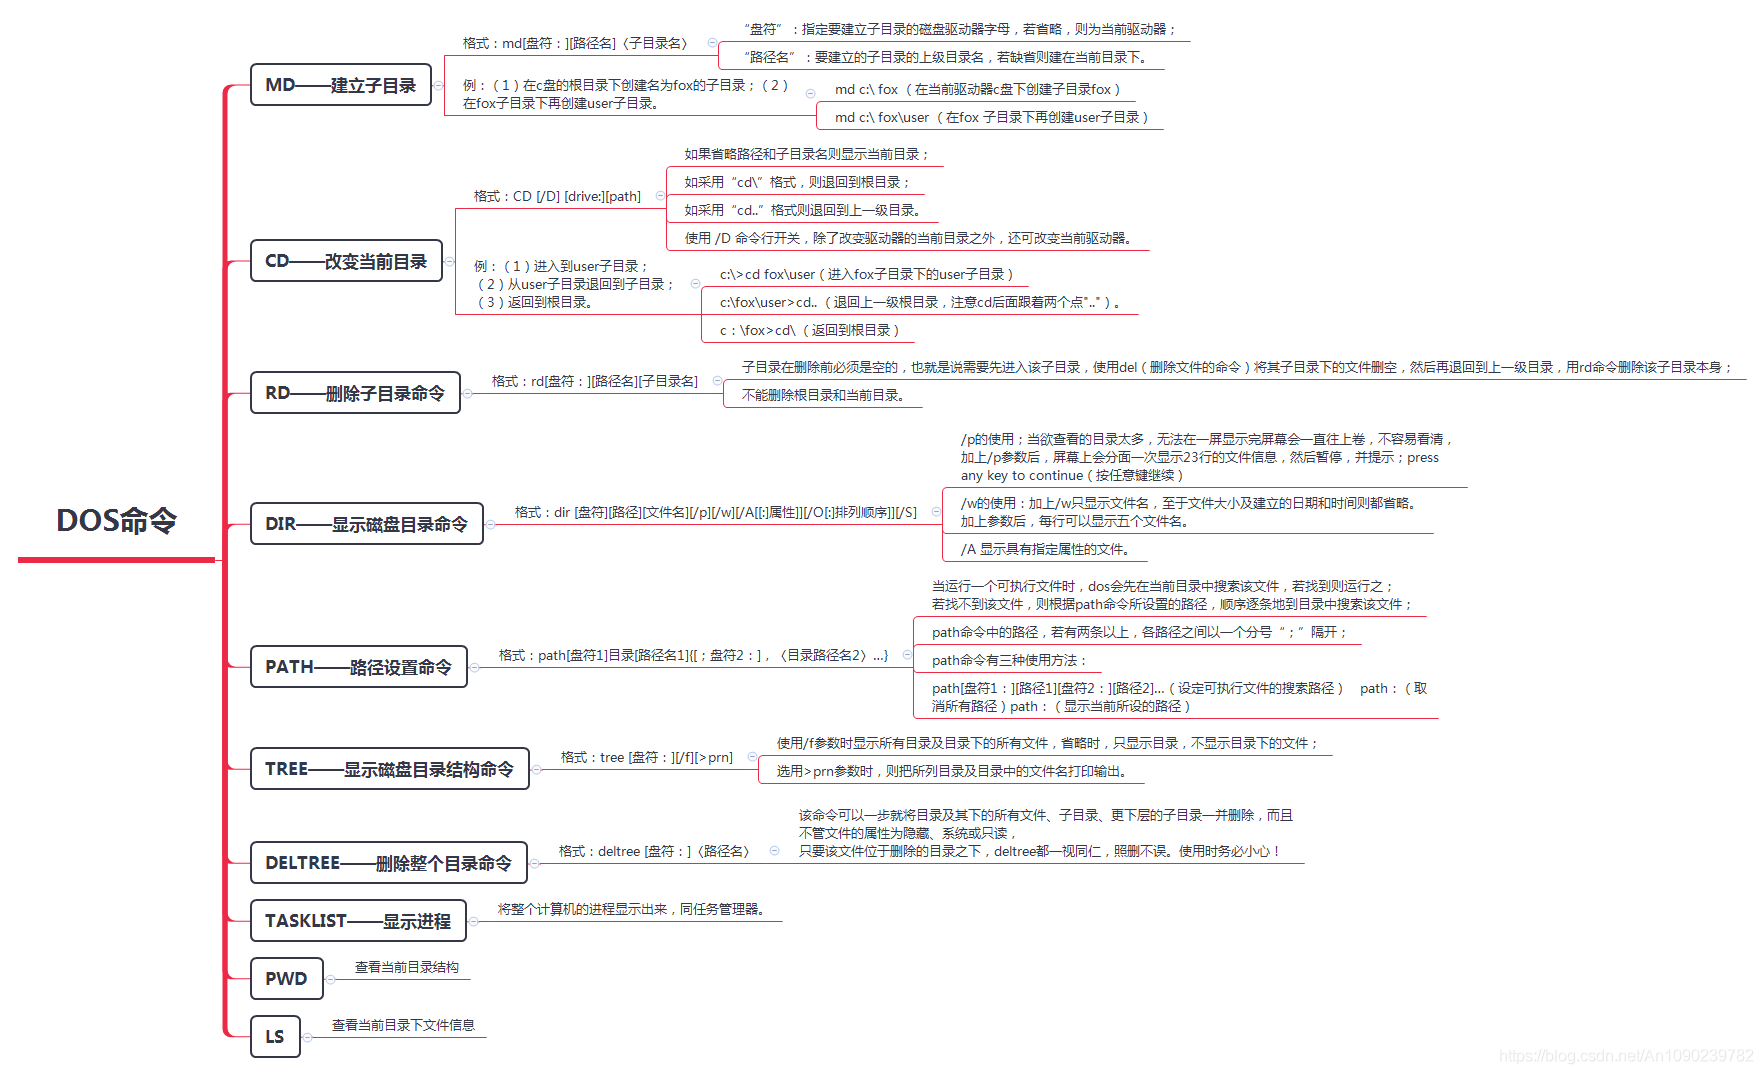 DOS命令
MD——建立子目录
格式：md[盘符：][路径名]〈子目录名〉
“盘符”：指定要建立子目录的磁盘驱动器字母，若省略，则为当前驱动器；
“路径名”：要建立的子目录的上级目录名，若缺省则建在当前目录下。
例：（1）在c盘的根目录下创建名为fox的子目录；（2）
在fox子目录下再创建user子目录。
md c:\ fox （在当前驱动器c盘下创建子目录fox）
md c:\ fox\user （在fox 子目录下再创建user子目录）
CD——改变当前目录
格式：CD [/D] [drive:][path]
如果省略路径和子目录名则显示当前目录；
如采用“cd\”格式，则退回到根目录；
如采用“cd..”格式则退回到上一级目录。
使用 /D 命令行开关，除了改变驱动器的当前目录之外，还可改变当前驱动器。
例：（1）进入到user子目录；
（2）从user子目录退回到子目录；
（3）返回到根目录。
c:\>cd fox\user（进入fox子目录下的user子目录）
c:\fox\user>cd.. （退回上一级根目录，注意cd后面跟着两个点".."）。
c：\fox>cd\ （返回到根目录）
RD——删除子目录命令
格式：rd[盘符：][路径名][子目录名]
子目录在删除前必须是空的，也就是说需要先进入该子目录，使用del（删除文件的命令）将其子目录下的文件删空，然后再退回到上一级目录，用rd命令删除该子目录本身；
不能删除根目录和当前目录。
DIR——显示磁盘目录命令
格式：dir [盘符][路径][文件名][/p][/w][/A[[:]属性]][/O[:]排列顺序]][/S]
/p的使用；当欲查看的目录太多，无法在一屏显示完屏幕会一直往上卷，不容易看清，
加上/p参数后，屏幕上会分面一次显示23行的文件信息，然后暂停，并提示；press
any key to continue（按任意键继续）
/w的使用：加上/w只显示文件名，至于文件大小及建立的日期和时间则都省略。
加上参数后，每行可以显示五个文件名。
/A 显示具有指定属性的文件。
PATH——路径设置命令
格式：path[盘符1]目录[路径名1]{[；盘符2：]，〈目录路径名2〉…}
当运行一个可执行文件时，dos会先在当前目录中搜索该文件，若找到则运行之；
若找不到该文件，则根据path命令所设置的路径，顺序逐条地到目录中搜索该文件；
path命令中的路径，若有两条以上，各路径之间以一个分号“；”隔开；
path命令有三种使用方法：
path[盘符1：][路径1][盘符2：][路径2]…（设定可执行文件的搜索路径） path：（取
消所有路径）path：（显示当前所设的路径）
TREE——显示磁盘目录结构命令
格式：tree [盘符：][/f][>prn]
使用/f参数时显示所有目录及目录下的所有文件，省略时，只显示目录，不显示目录下的文件；
选用>prn参数时，则把所列目录及目录中的文件名打印输出。
DELTREE——删除整个目录命令
格式：deltree [盘符：]〈路径名〉
该命令可以一步就将目录及其下的所有文件、子目录、更下层的子目录一并删除，而且
不管文件的属性为隐藏、系统或只读，
只要该文件位于删除的目录之下，deltree都一视同仁，照删不误。使用时务必小心！
TASKLIST——显示进程
将整个计算机的进程显示出来，同任务管理器。
PWD
查看当前目录结构
LS
查看当前目录下文件信息
https://blog.csdn.net/An1090239782